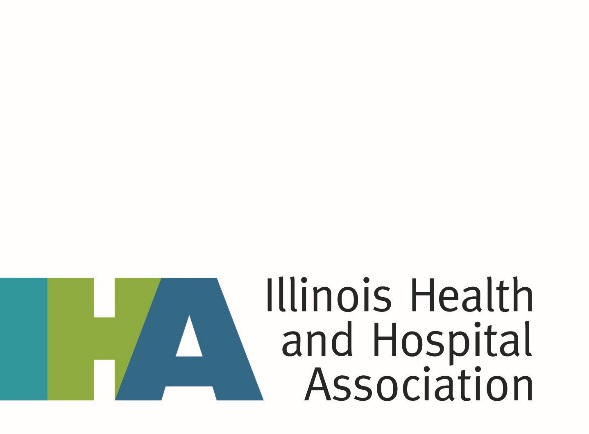 IHA
Illinois Health
and Hospital
Association